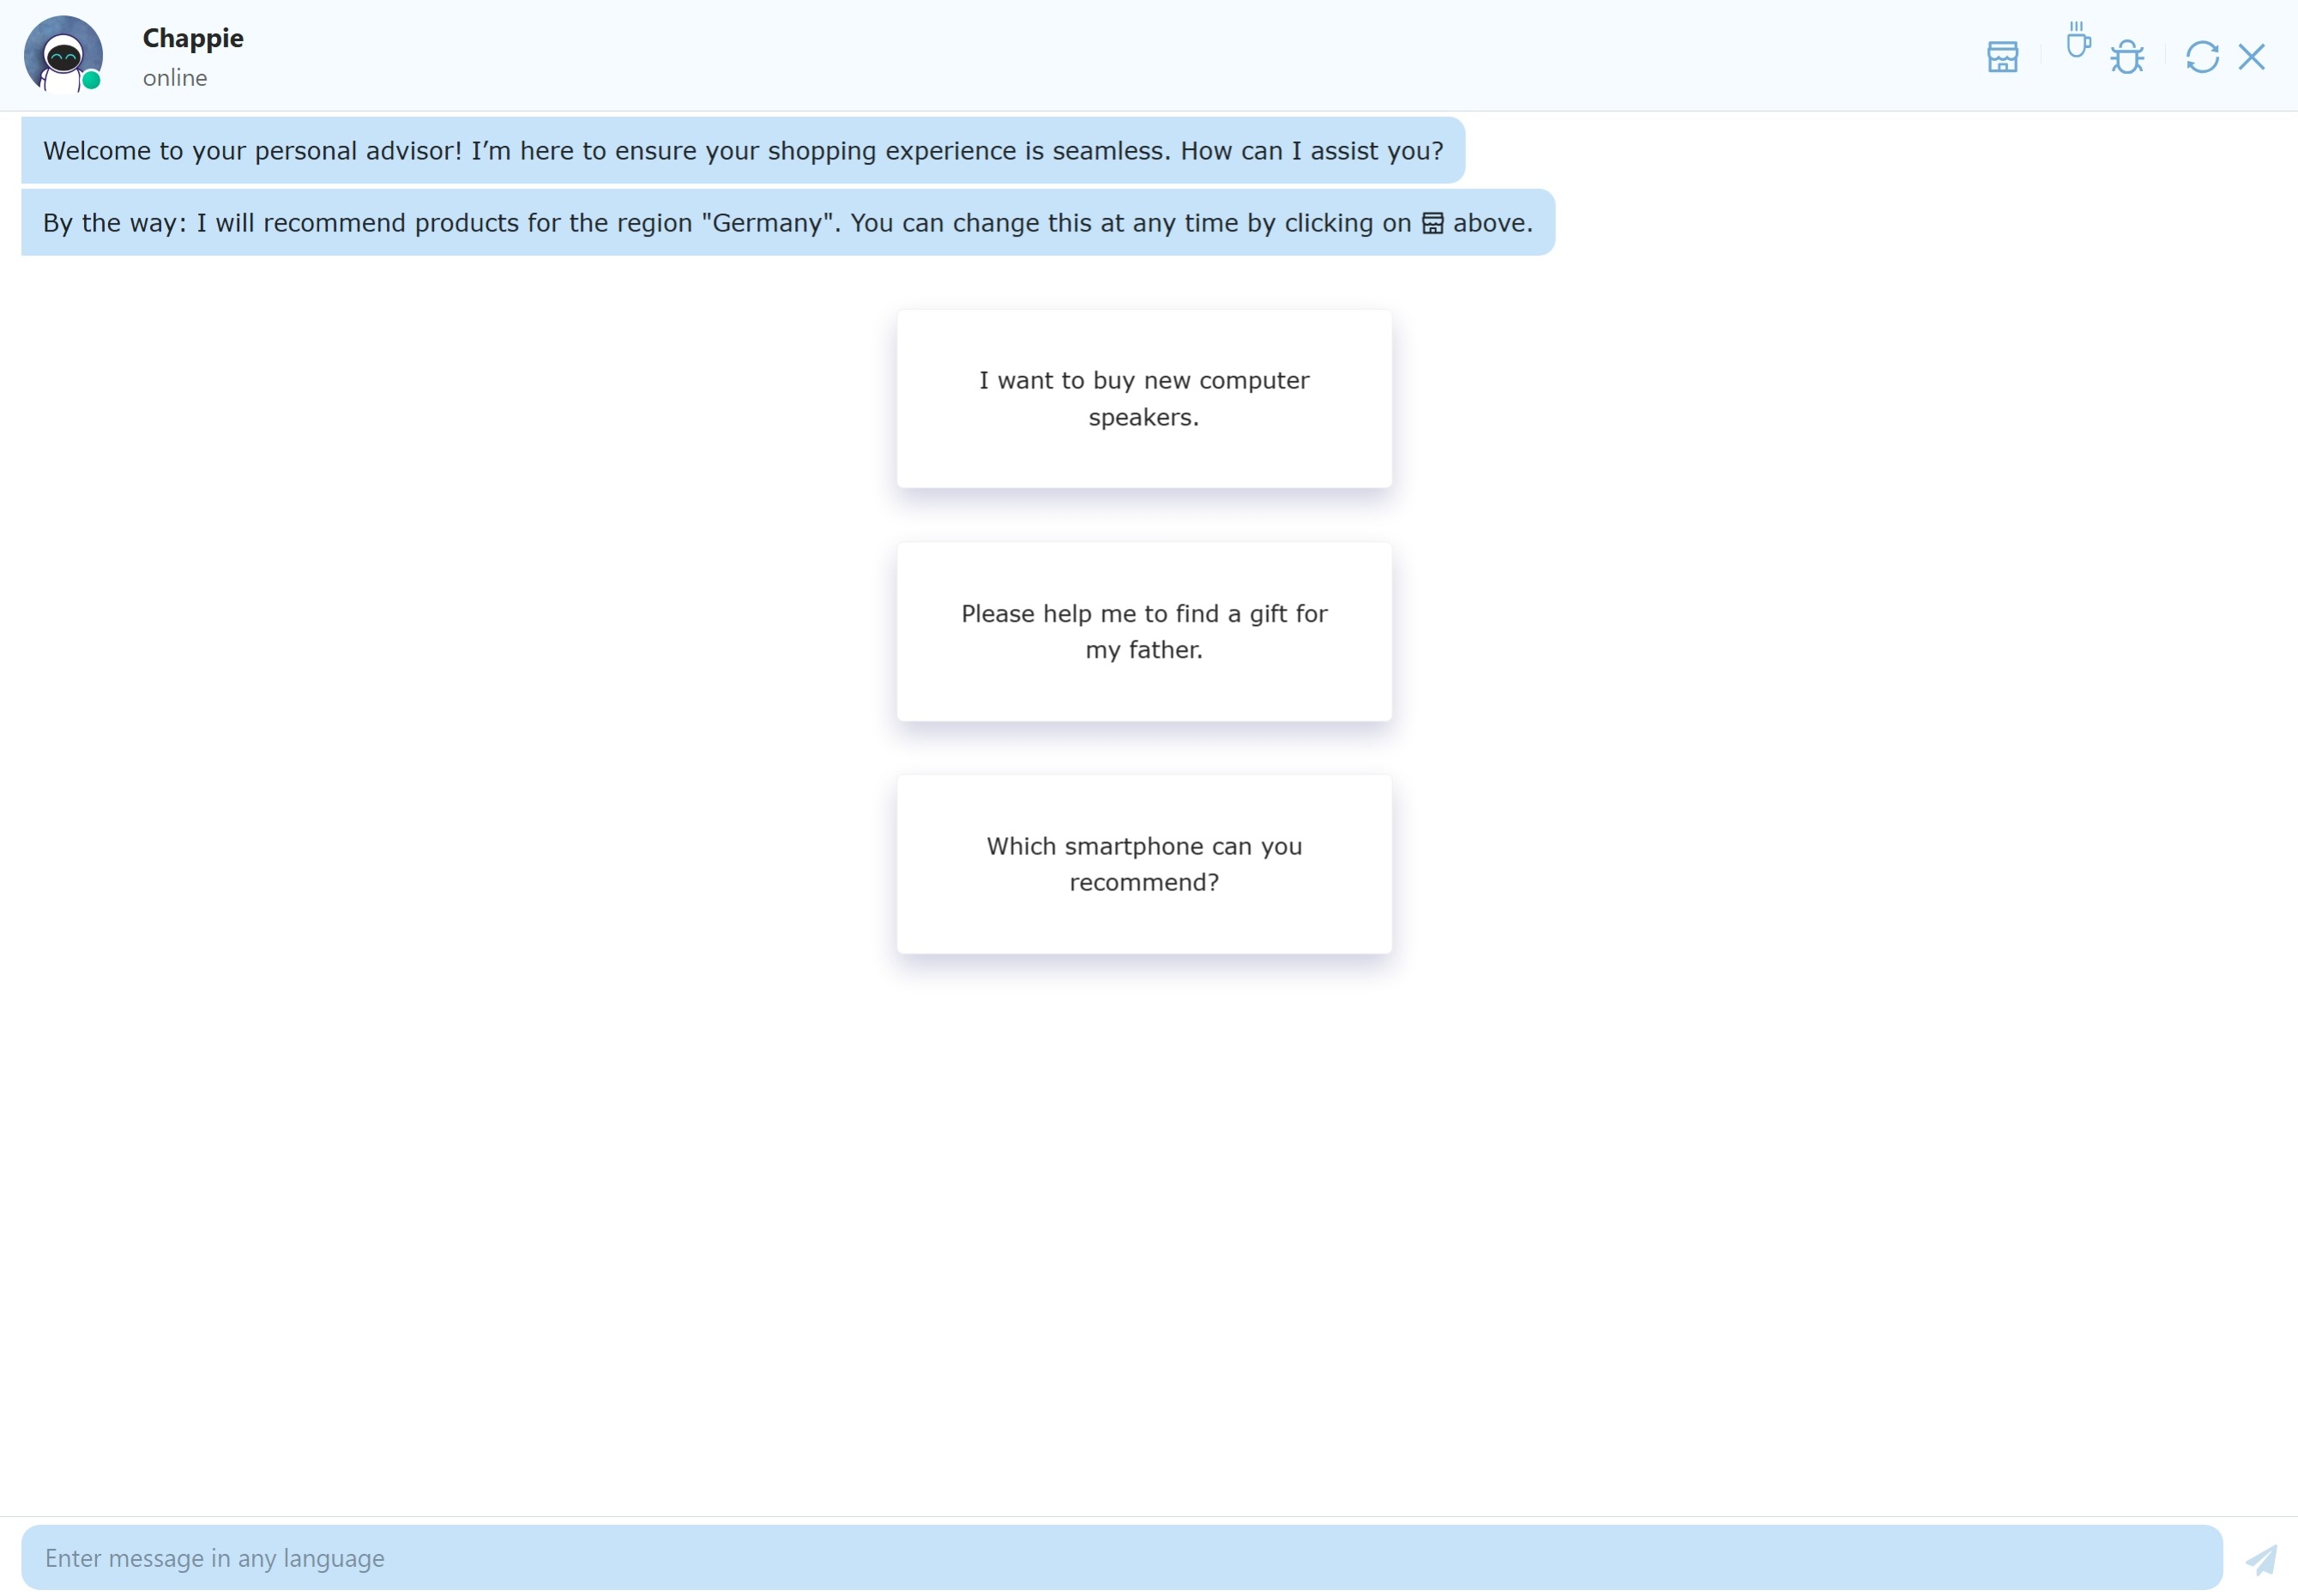 Chappie
online
Welcome to your personal advisor! I’m here to ensure your shopping experience is seamless. How can I assist you?
By the way: I will recommend products for the region "Germany". You can change this at any time by clicking on above.
I want to buy new computer
speakers.
Please help me to find a gift for
my father.
Which smartphone can you
recommend?
Enter message in any language